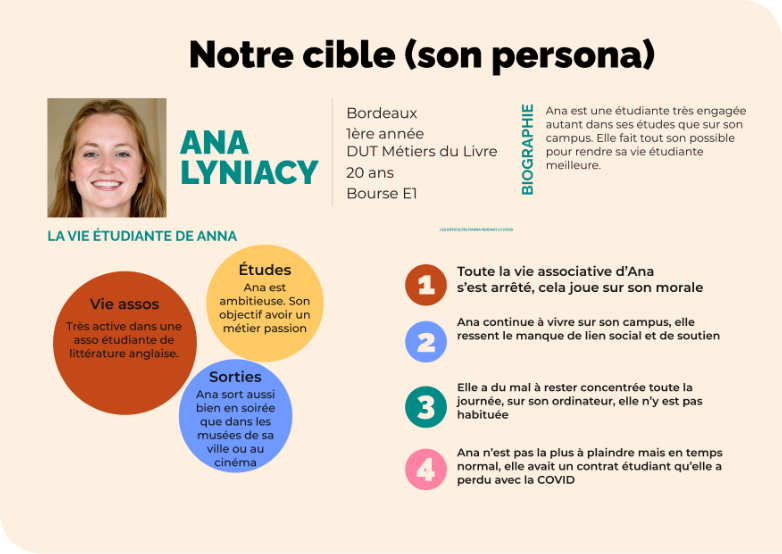 Notre cible (son persona)
ANA
LYNIACY
Bordeaux
1ère année
DUT Métiers du Livre
20 ans
Bourse E1
BIOGRAPHIE
Ana est une étudiante très engagée
autant dans ses études que sur son
campus. Elle fait tout son possible
pour rendre sa vie étudiante
meilleure.
LA VIE ÉTUDIANTE DE ANNA
Vie assos
Très active dans une
asso étudiante de
littérature anglaise.
Études
Ana est
ambitieuse. Son
objectif avoir un
métier passion
Sorties
Ana sort aussi
bien en soirée
que dans les
musées de sa
ville ou au
cinéma
LES DIFFICULTÉS D'ANNA PENDANT LA COVID
1
Toute la vie associative d'Ana
s'est arrêté, cela joue sur son morale
2
Ana continue à vivre sur son campus, elle
ressent le manque de lien social et de soutien
3
Elle a du mal à rester concentrée toute la
journée, sur son ordinateur, elle n'y est pas
habituée
4
Ana n'est pas la plus à plaindre mais en temps
normal, elle avait un contrat étudiant qu'elle a
perdu avec la COVID